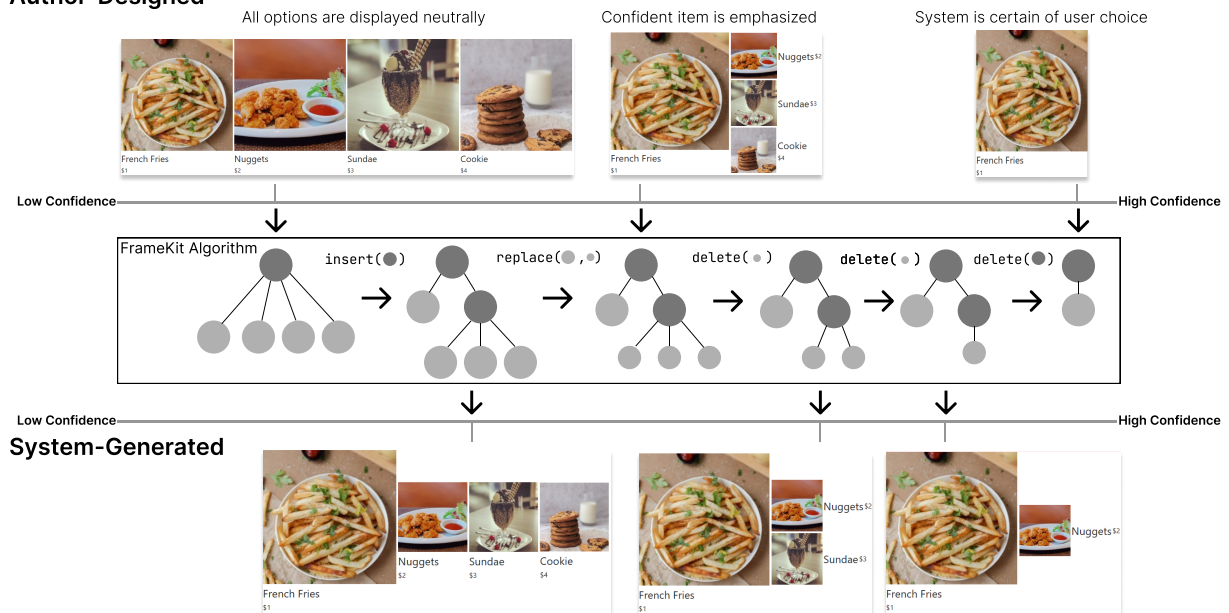 Author-Designed
All options are displayed neutrally
Confident item is emphasized
System is certain of user choice
French Fries
$1
Nuggets
$2
Sundae
$3
Cookie
$4
French Fries
$1
Nuggets $2
Sundae $3
Cookie
$4
French Fries
$1
Low Confidence
High Confidence
FrameKit Algorithm
insert( )
replace( , )
delete( )
delete( )
delete( )
Low Confidence
High Confidence
System-Generated
French Fries
$1
Nuggets
$2
Sundae
$3
Cookie
$4
French Fries
$1
Nuggets $2
Sundae $3
French Fries
$1
Nuggets $2